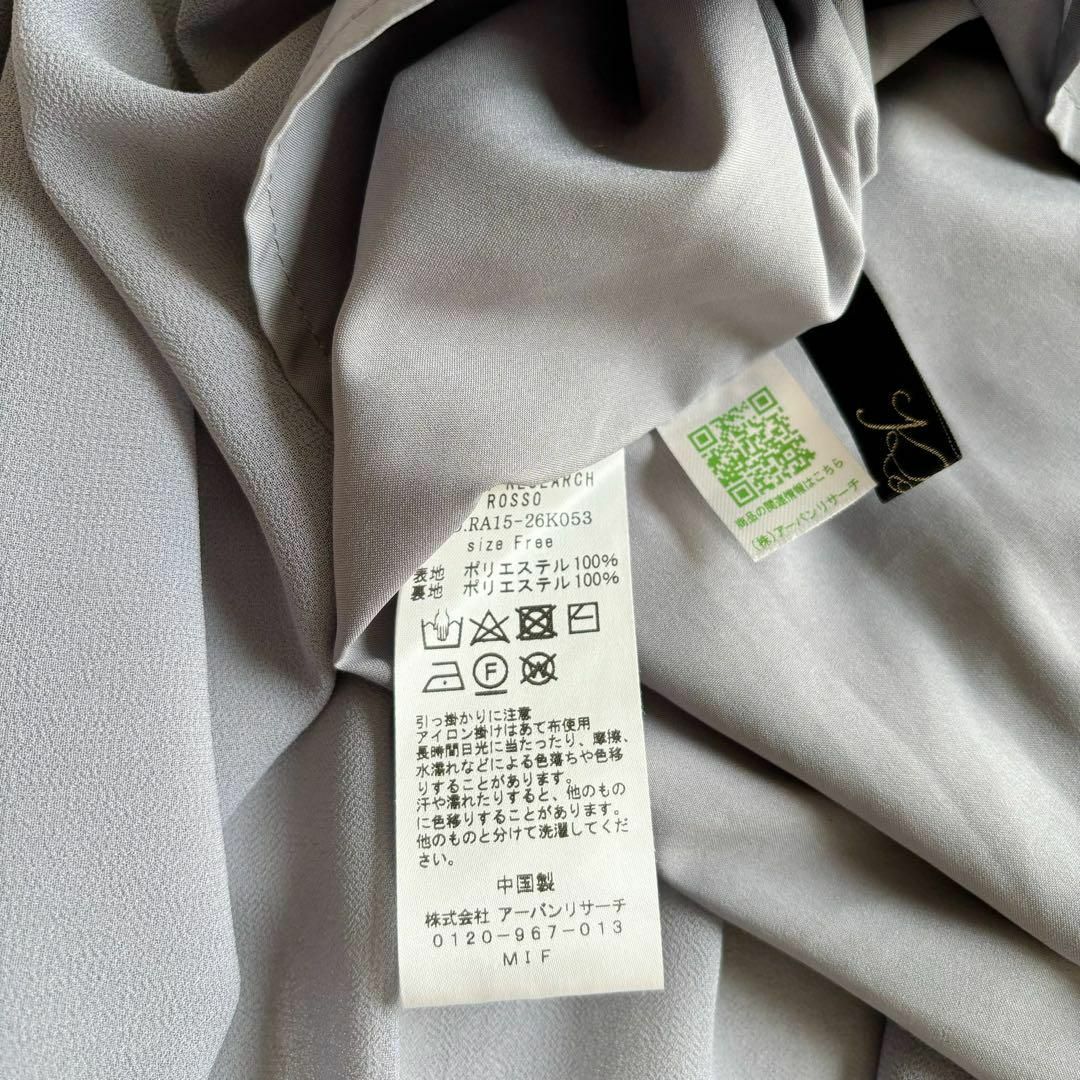 RESEARCH
ROSSO
.RA15-26K053
size Free
表地 ポリエステル100%
裏地 ポリエステル100%
F
W
引っ掛かりに注意
アイロン掛けはあて布使用
長時間日光に当たったり、摩擦、
水濡れなどによる色落ちや色移
りすることがあります。
汗や濡れたりすると、他のもの
に色移りすることがあります。
他のものと分けて洗濯してくだ
さい。
中国製
株式会社 アーバンリサーチ
0120-967-013
MIF
商品の関連情報はこちら
(株)アーバンリサーチ